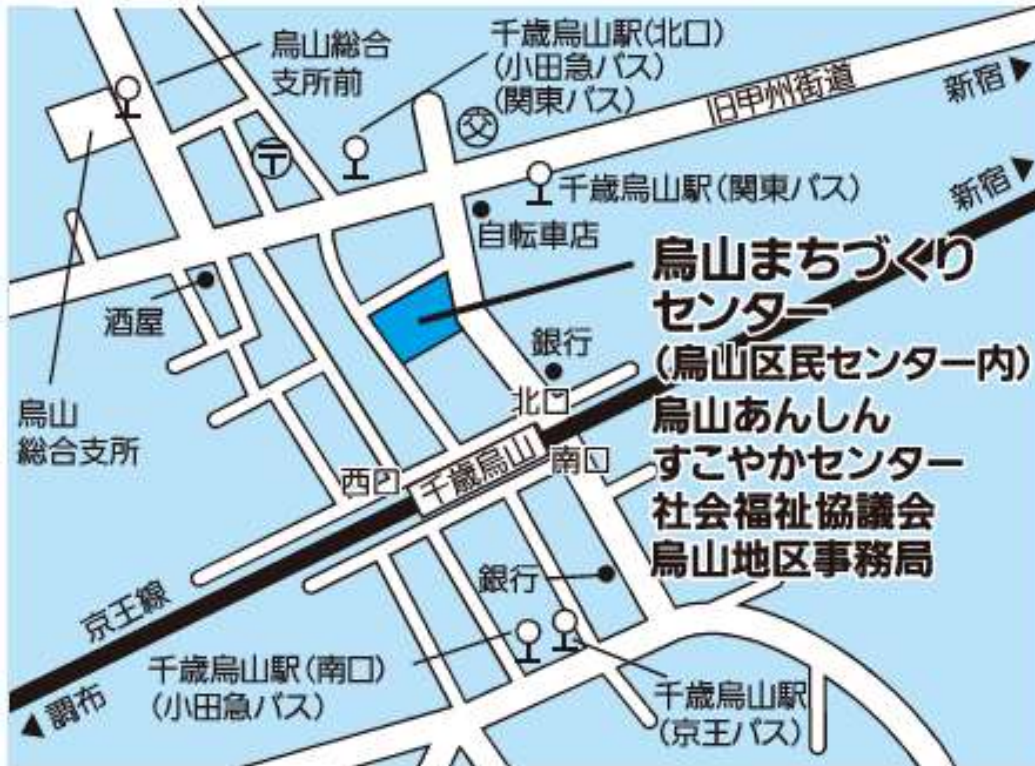 烏山総合
支所前
千歳烏山駅(北口)
(小田急バス)
(関東バス)
旧甲州街道
新宿▶
交
〒
千歳烏山駅(関東バス)
新宿▶
自転車店
酒屋
烏山まちづくり
センター
(烏山区民センター内)
烏山あんしん
すこやかセンター
社会福祉協議会
烏山地区事務局
銀行
北口
烏山
総合支所
西口
千歳烏山
南口
銀行
京王線
◀調布
千歳烏山駅(南口)
(小田急バス)
千歳烏山駅
(京王バス)